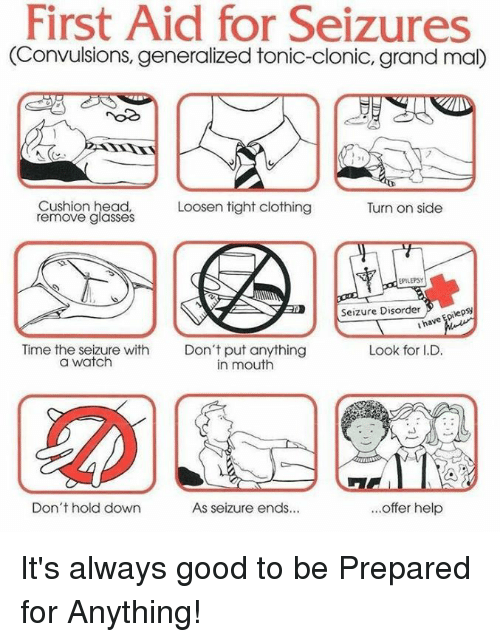 First Aid for Seizures
(Convulsions, generalized tonic-clonic, grand mal)
Cushion head,
remove glasses
Loosen tight clothing
Turn on side
EPILEPSY
Seizure Disorder
I have Epilepsy
Time the seizure with
a watch
Don't put anything
in mouth
Look for I.D.
Don't hold down
As seizure ends...
...offer help
It's always good to be Prepared
for Anything!